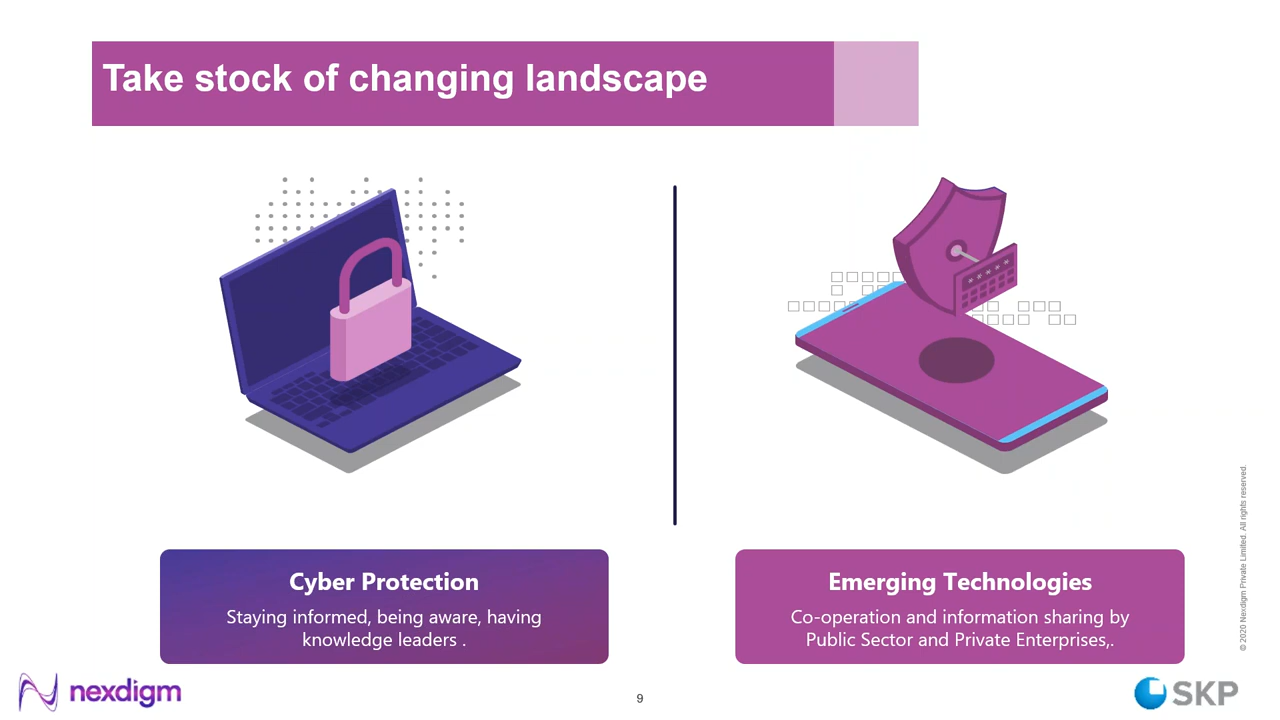 Take stock of changing landscape
* * * * *
Cyber Protection
Staying informed, being aware, having
knowledge leaders .
Emerging Technologies
Co-operation and information sharing by
Public Sector and Private Enterprises,.
© 2020 Nexdigm Private Limited. All rights reserved.
nexdigm
9
SKP